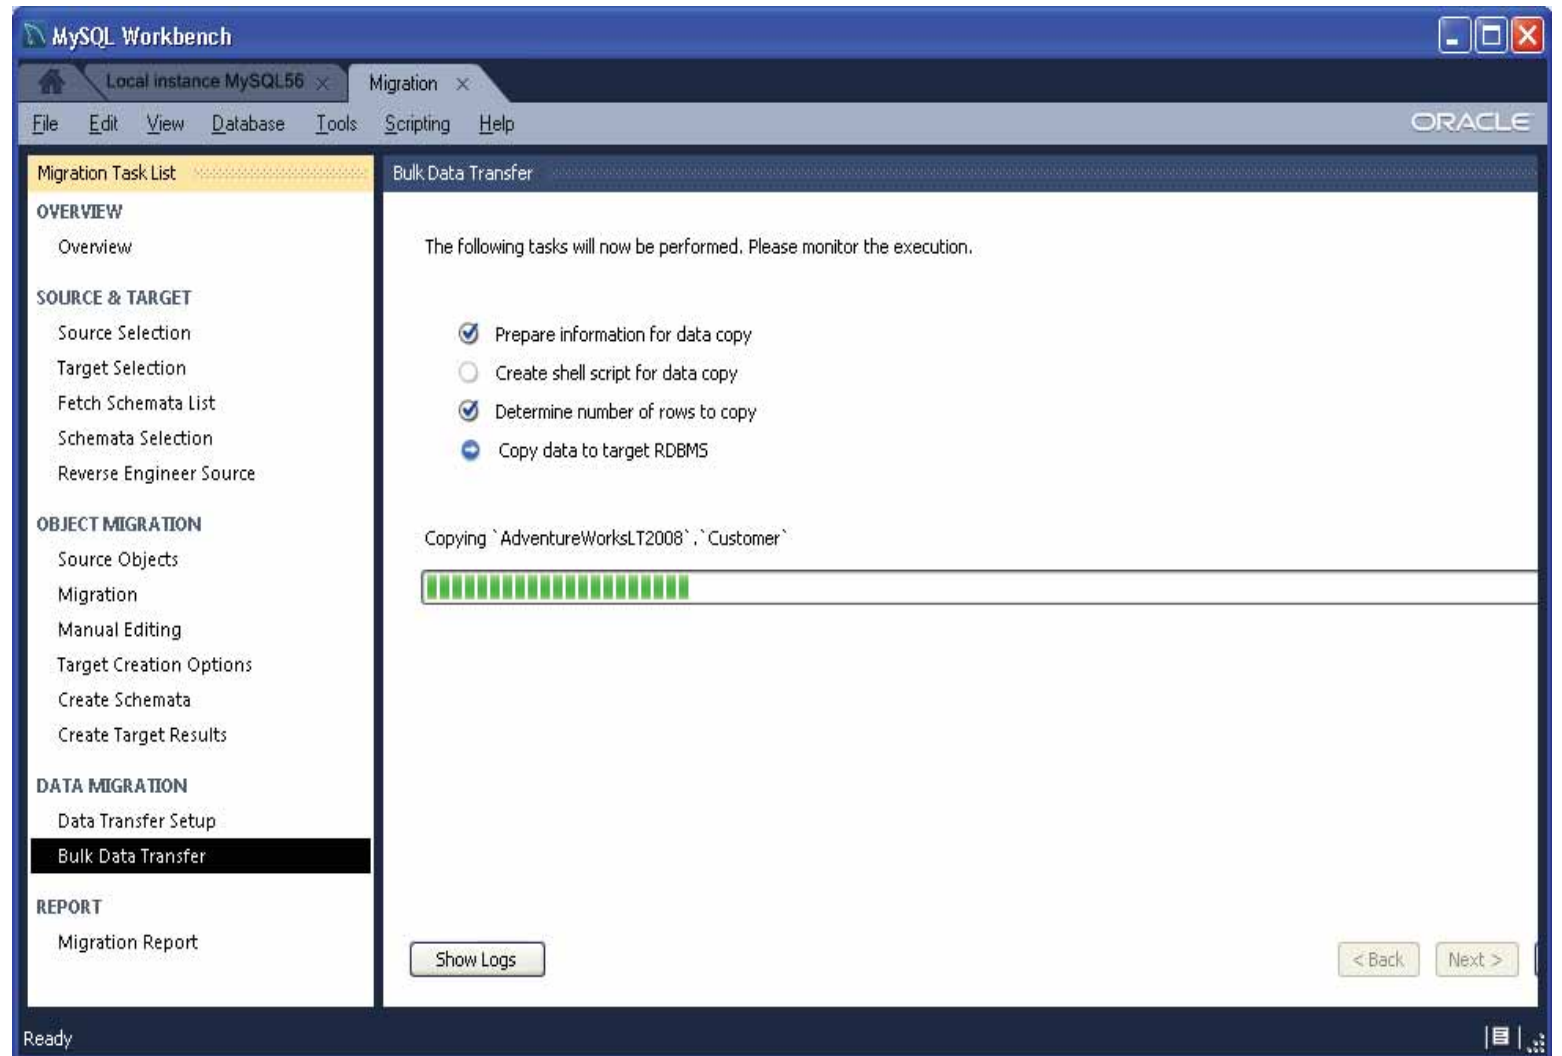 MySQL Workbench
Local instance MySQL56
Migration
File Edit View Database Tools Scripting Help
ORACLE
Migration Task List
OVERVIEW
Overview
SOURCE & TARGET
Source Selection
Target Selection
Fetch Schemata List
Schemata Selection
Reverse Engineer Source
OBJECT MIGRATION
Source Objects
Migration
Manual Editing
Target Creation Options
Create Schemata
Create Target Results
DATA MIGRATION
Data Transfer Setup
Bulk Data Transfer
REPORT
Migration Report
Bulk Data Transfer
The following tasks will now be performed. Please monitor the execution.
Prepare information for data copy
Create shell script for data copy
Determine number of rows to copy
Copy data to target RDBMS
Copying `AdventureWorksLT2008`.`Customer`
Show Logs
< Back
Next >
Ready